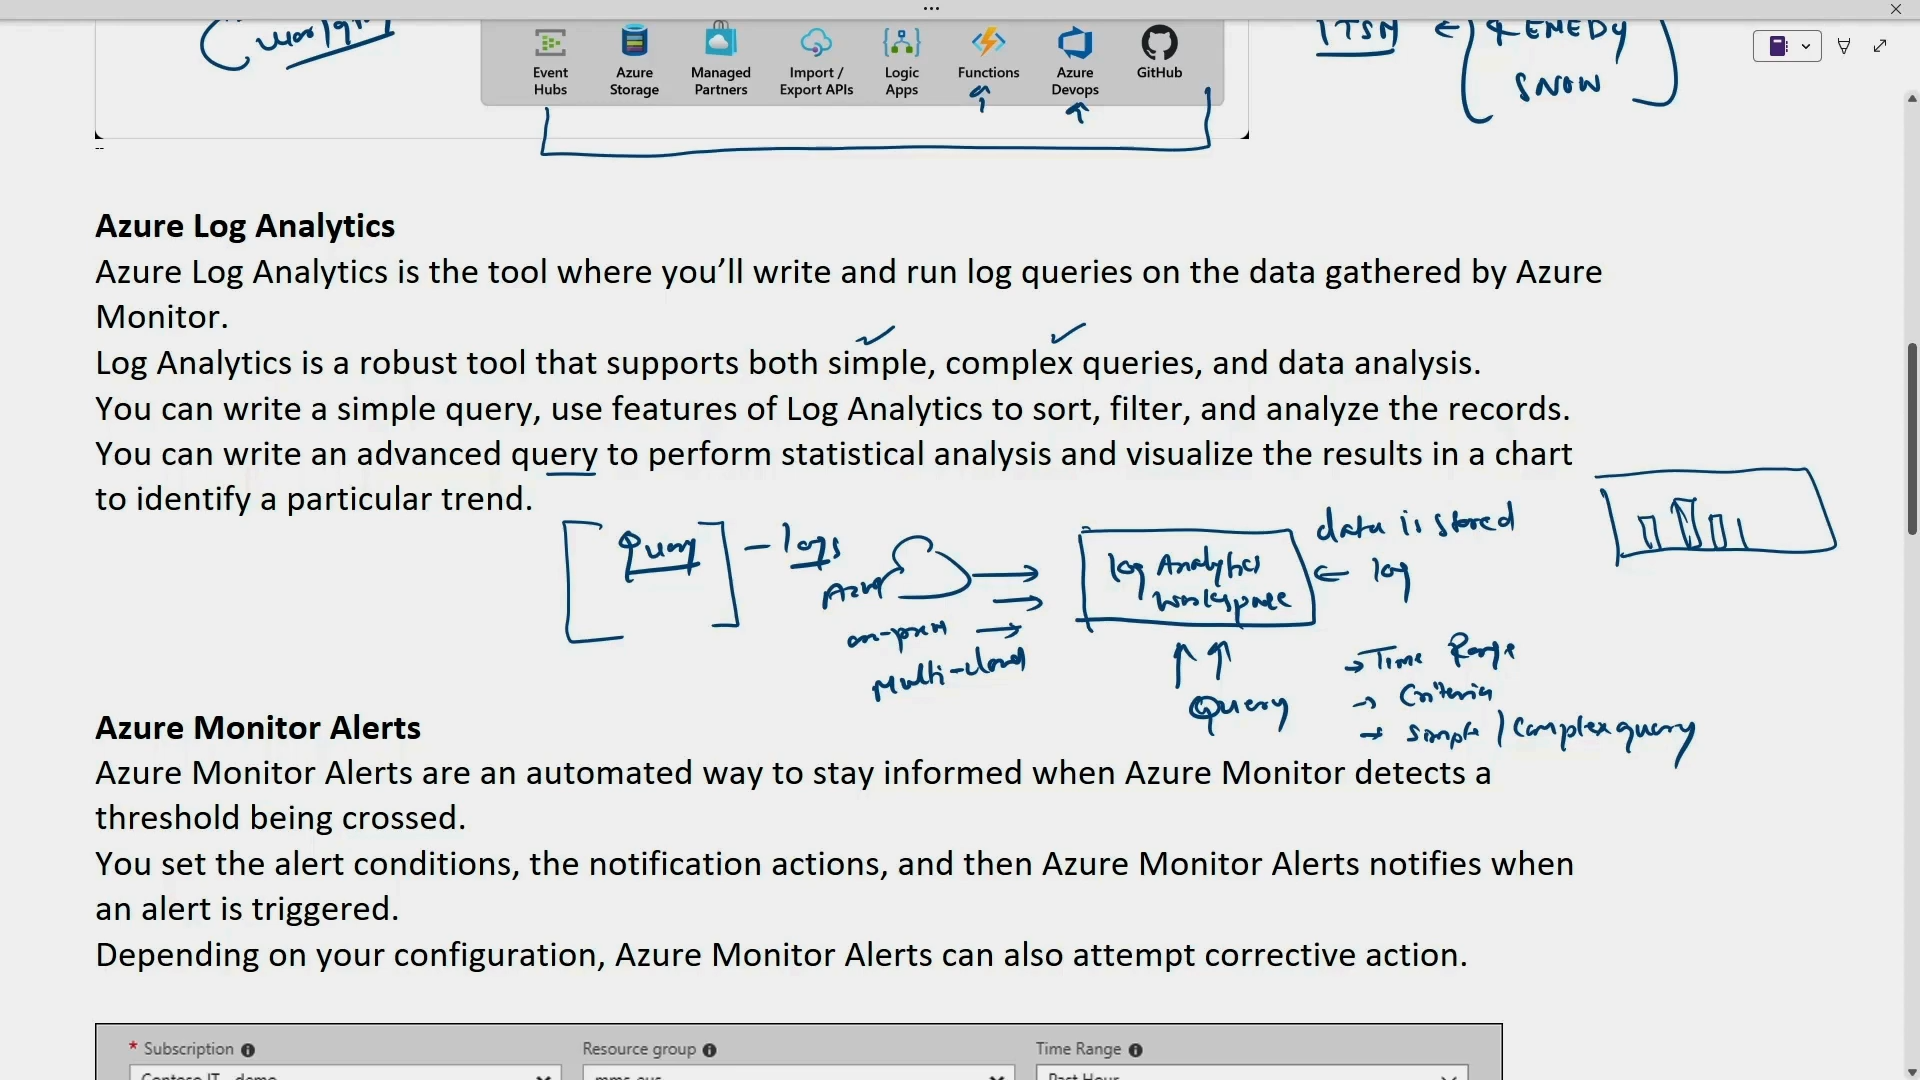 ...
ITSM ← REMEDY
SNOW
Event Hubs
Azure Storage
Managed Partners
Import / Export APIs
Logic Apps
Functions
Azure Devops
GitHub
--
Azure Log Analytics
Azure Log Analytics is the tool where you’ll write and run log queries on the data gathered by Azure
Monitor.
Log Analytics is a robust tool that supports both simple, complex queries, and data analysis.
You can write a simple query, use features of Log Analytics to sort, filter, and analyze the records.
You can write an advanced query to perform statistical analysis and visualize the results in a chart
to identify a particular trend.
Query – logs
Azure
on-prem
Multi-cloud
log Analytics
Workspace
data is stored
← log
Query
→ Time Range
→ Criteria
→ Simple / Complex query
Azure Monitor Alerts
Azure Monitor Alerts are an automated way to stay informed when Azure Monitor detects a
threshold being crossed.
You set the alert conditions, the notification actions, and then Azure Monitor Alerts notifies when
an alert is triggered.
Depending on your configuration, Azure Monitor Alerts can also attempt corrective action.
* Subscription
Resource group
Time Range
Contoso IT - demo
mms-eus
Past Hour